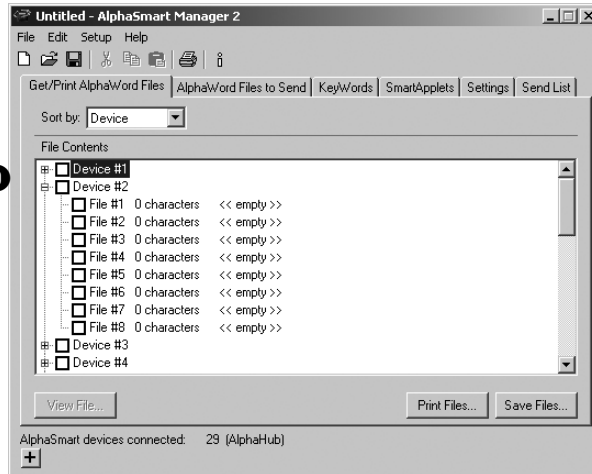 Untitled - AlphaSmart Manager 2
File Edit Setup Help
Get/Print AlphaWord Files AlphaWord Files to Send KeyWords SmartApplets Settings Send List
Sort by: Device
File Contents
Device #1
Device #2
File #1 0 characters << empty >>
File #2 0 characters << empty >>
File #3 0 characters << empty >>
File #4 0 characters << empty >>
File #5 0 characters << empty >>
File #6 0 characters << empty >>
File #7 0 characters << empty >>
File #8 0 characters << empty >>
Device #3
Device #4
View File... Print Files... Save Files...
AlphaSmart devices connected: 29 (AlphaHub)